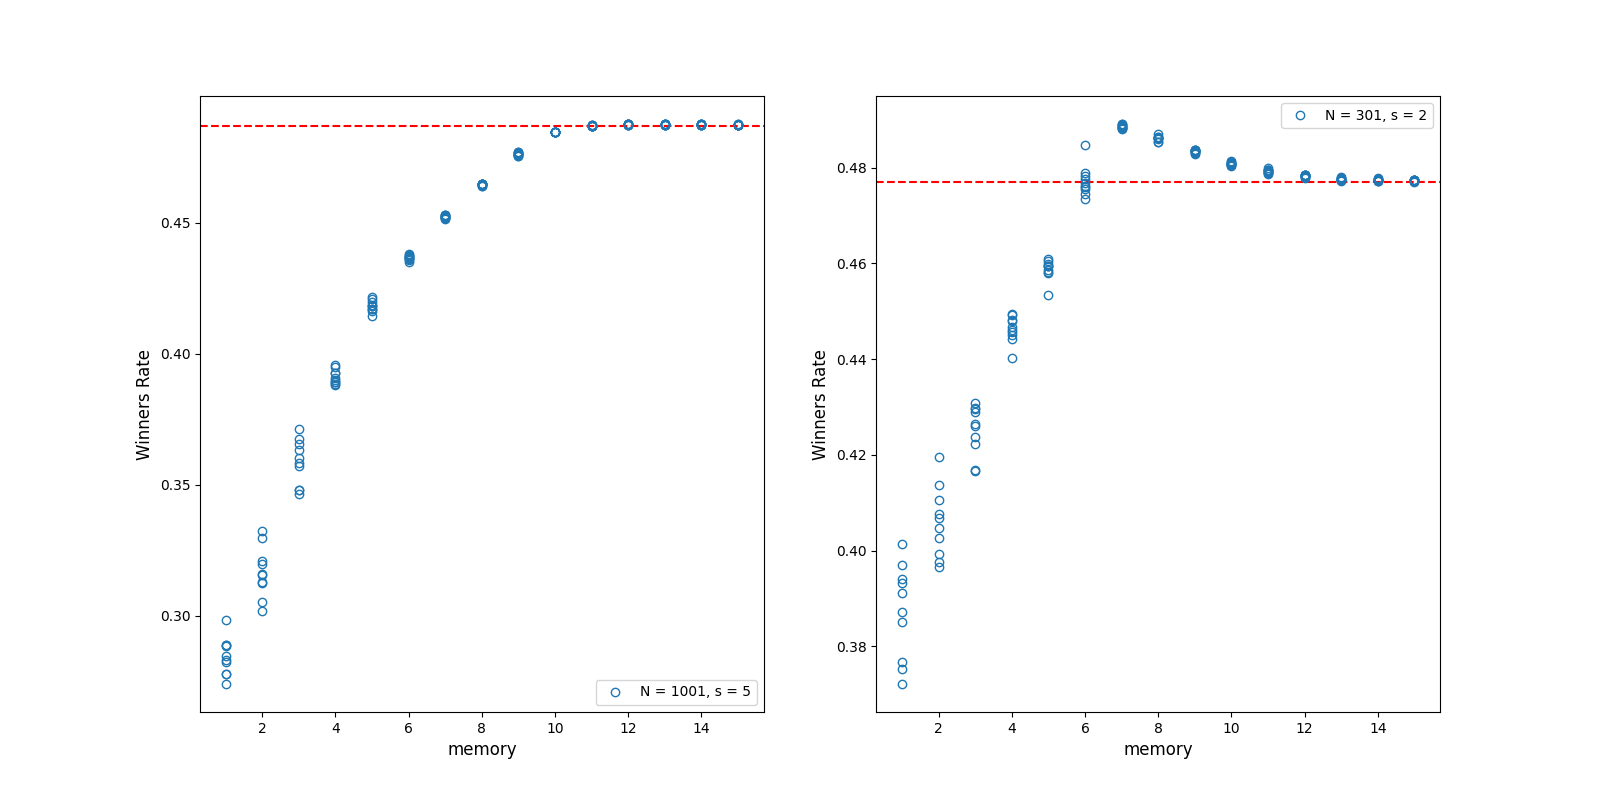 0.45
0.40
0.35
0.30
2 4 6 8 10 12 14
memory
Winners Rate
N = 1001, s = 5
0.48
0.46
0.44
0.42
0.40
0.38
2 4 6 8 10 12 14
memory
Winners Rate
N = 301, s = 2